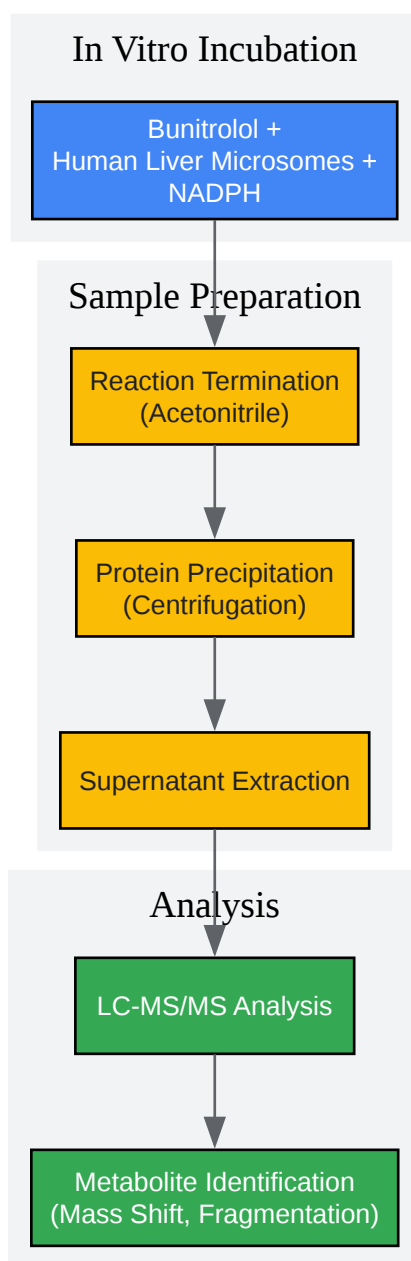 In Vitro Incubation
Bunitrolol +
Human Liver Microsomes +
NADPH
Sample Preparation
Reaction Termination
(Acetonitrile)
Protein Precipitation
(Centrifugation)
Supernatant Extraction
Analysis
LC-MS/MS Analysis
Metabolite Identification
(Mass Shift, Fragmentation)